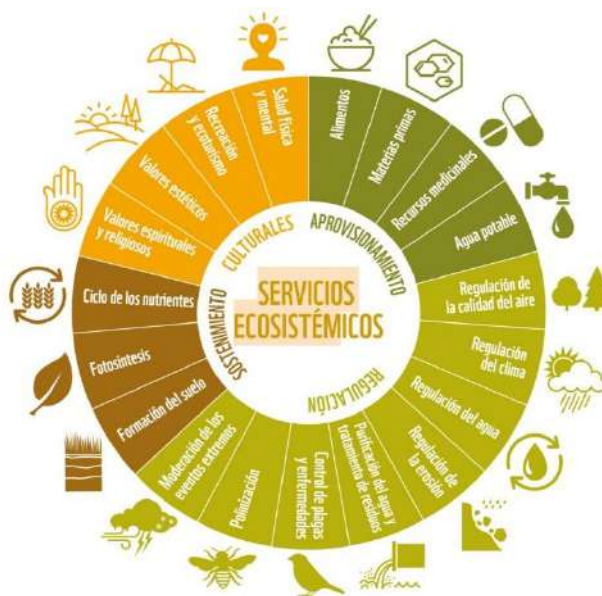 SERVICIOS
ECOSISTÉMICOS
APROVISIONAMIENTO
Alimentos
Materias primas
Recursos medicinales
Agua potable
REGULACIÓN
Regulación de
la calidad del aire
Regulación
del clima
Regulación del agua
Regulación de
la erosión
Purificación del agua y
tratamiento de residuos
Control de plagas
y enfermedades
Polinización
Moderación de los
eventos extremos
SOSTENIMIENTO
Formación del suelo
Fotosíntesis
Ciclo de los nutrientes
CULTURALES
Valores espirituales
y religiosos
Valores estéticos
Recreación
y ecoturismo
Salud Física
y mental